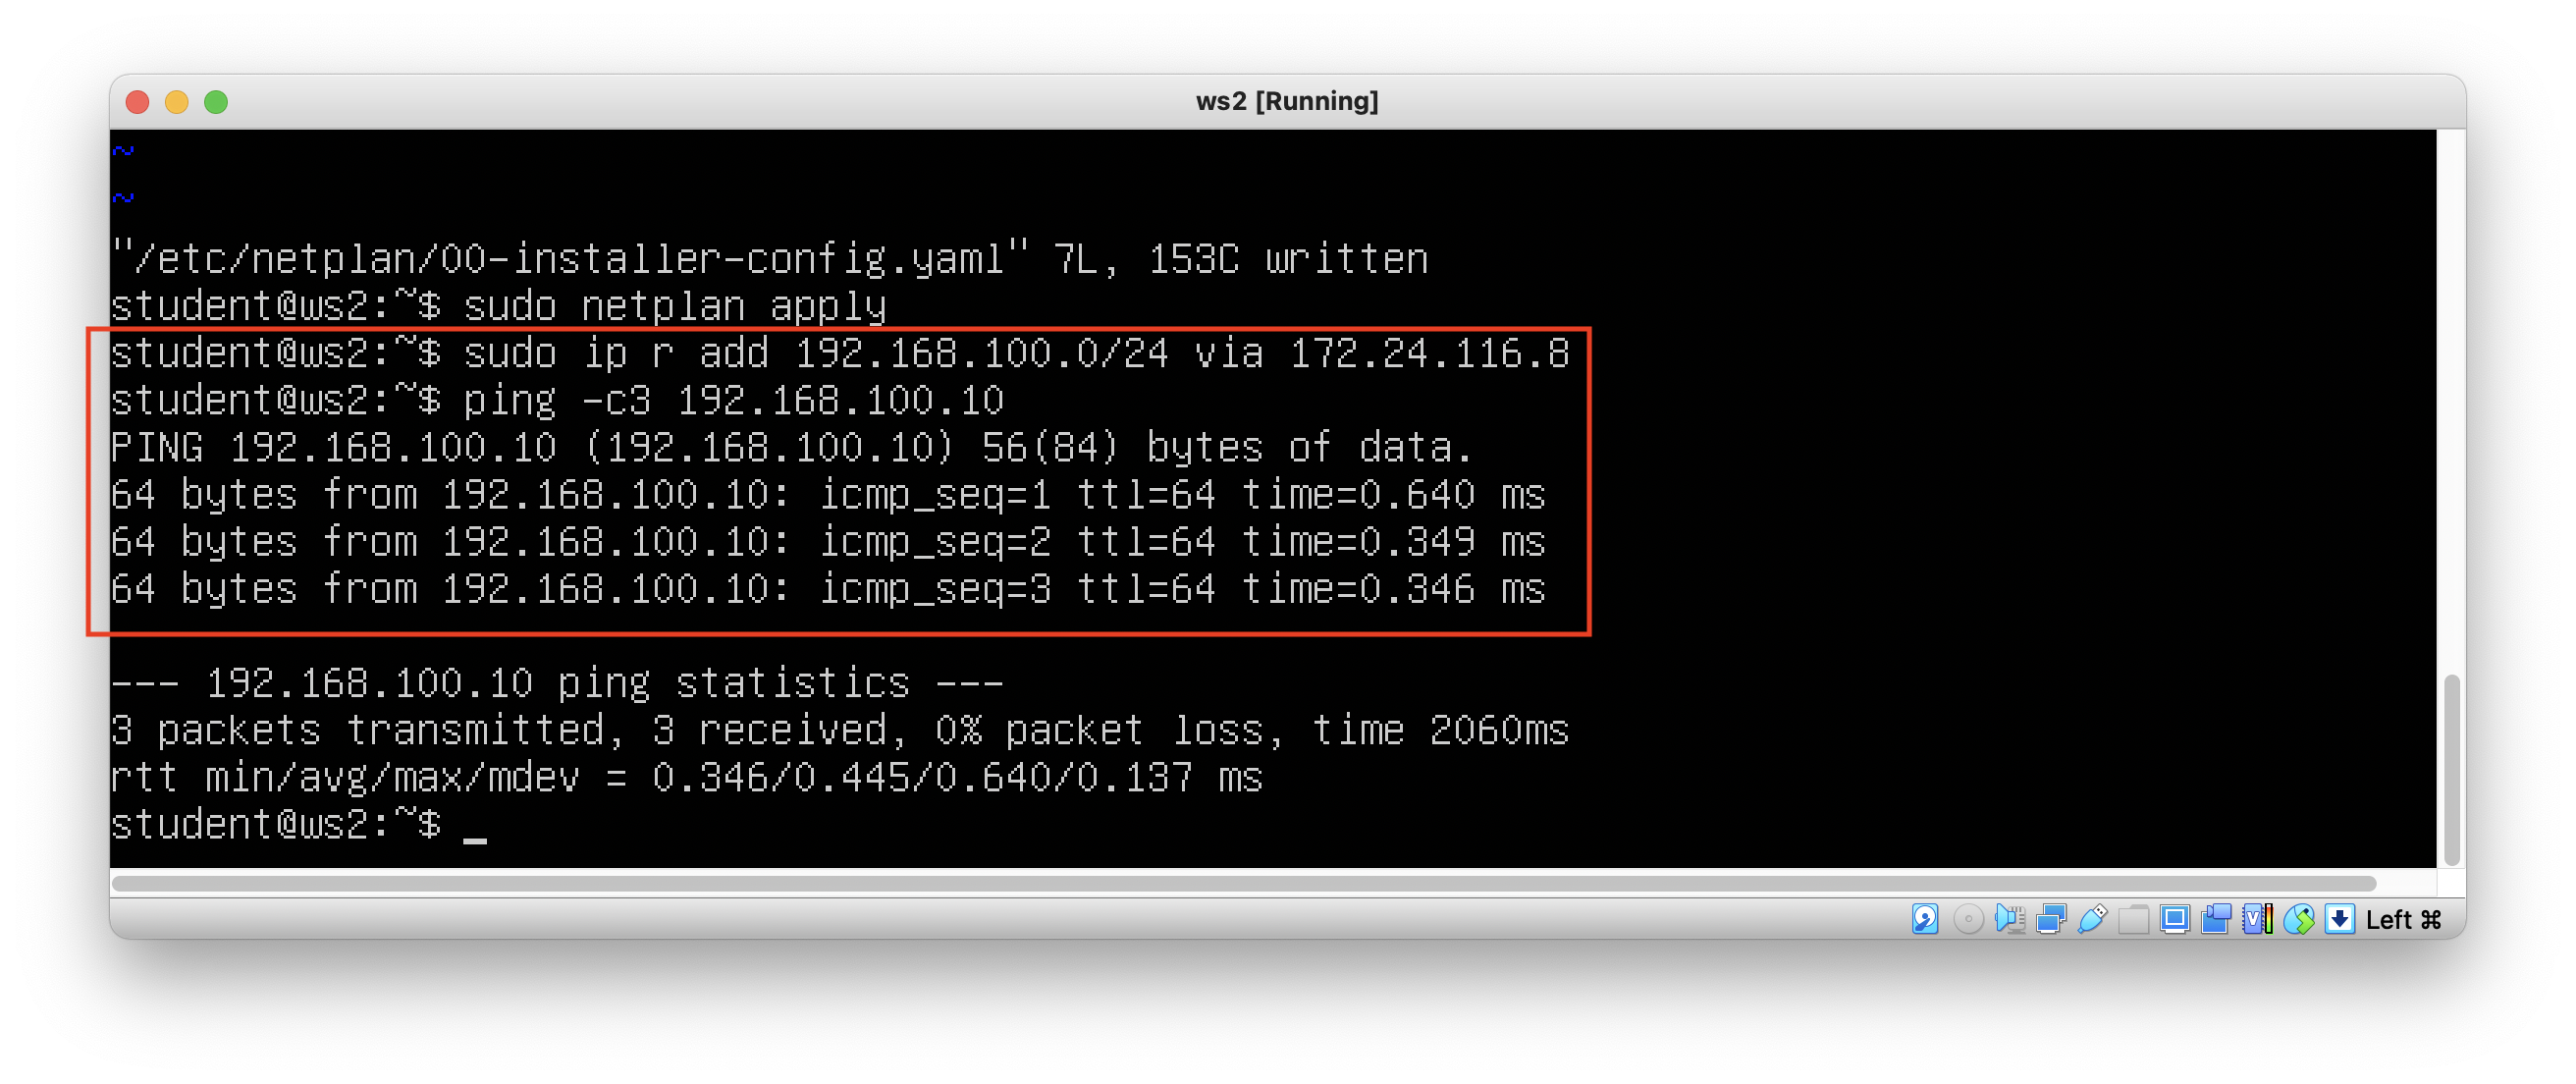 ws2 [Running]
~
~
"/etc/netplan/00-installer-config.yaml" 7L, 153C written
student@ws2:~$ sudo netplan apply
student@ws2:~$ sudo ip r add 192.168.100.0/24 via 172.24.116.8
student@ws2:~$ ping -c3 192.168.100.10
PING 192.168.100.10 (192.168.100.10) 56(84) bytes of data.
64 bytes from 192.168.100.10: icmp_seq=1 ttl=64 time=0.640 ms
64 bytes from 192.168.100.10: icmp_seq=2 ttl=64 time=0.349 ms
64 bytes from 192.168.100.10: icmp_seq=3 ttl=64 time=0.346 ms
--- 192.168.100.10 ping statistics ---
3 packets transmitted, 3 received, 0% packet loss, time 2060ms
rtt min/avg/max/mdev = 0.346/0.445/0.640/0.137 ms
student@ws2:~$ _
Left ⌘